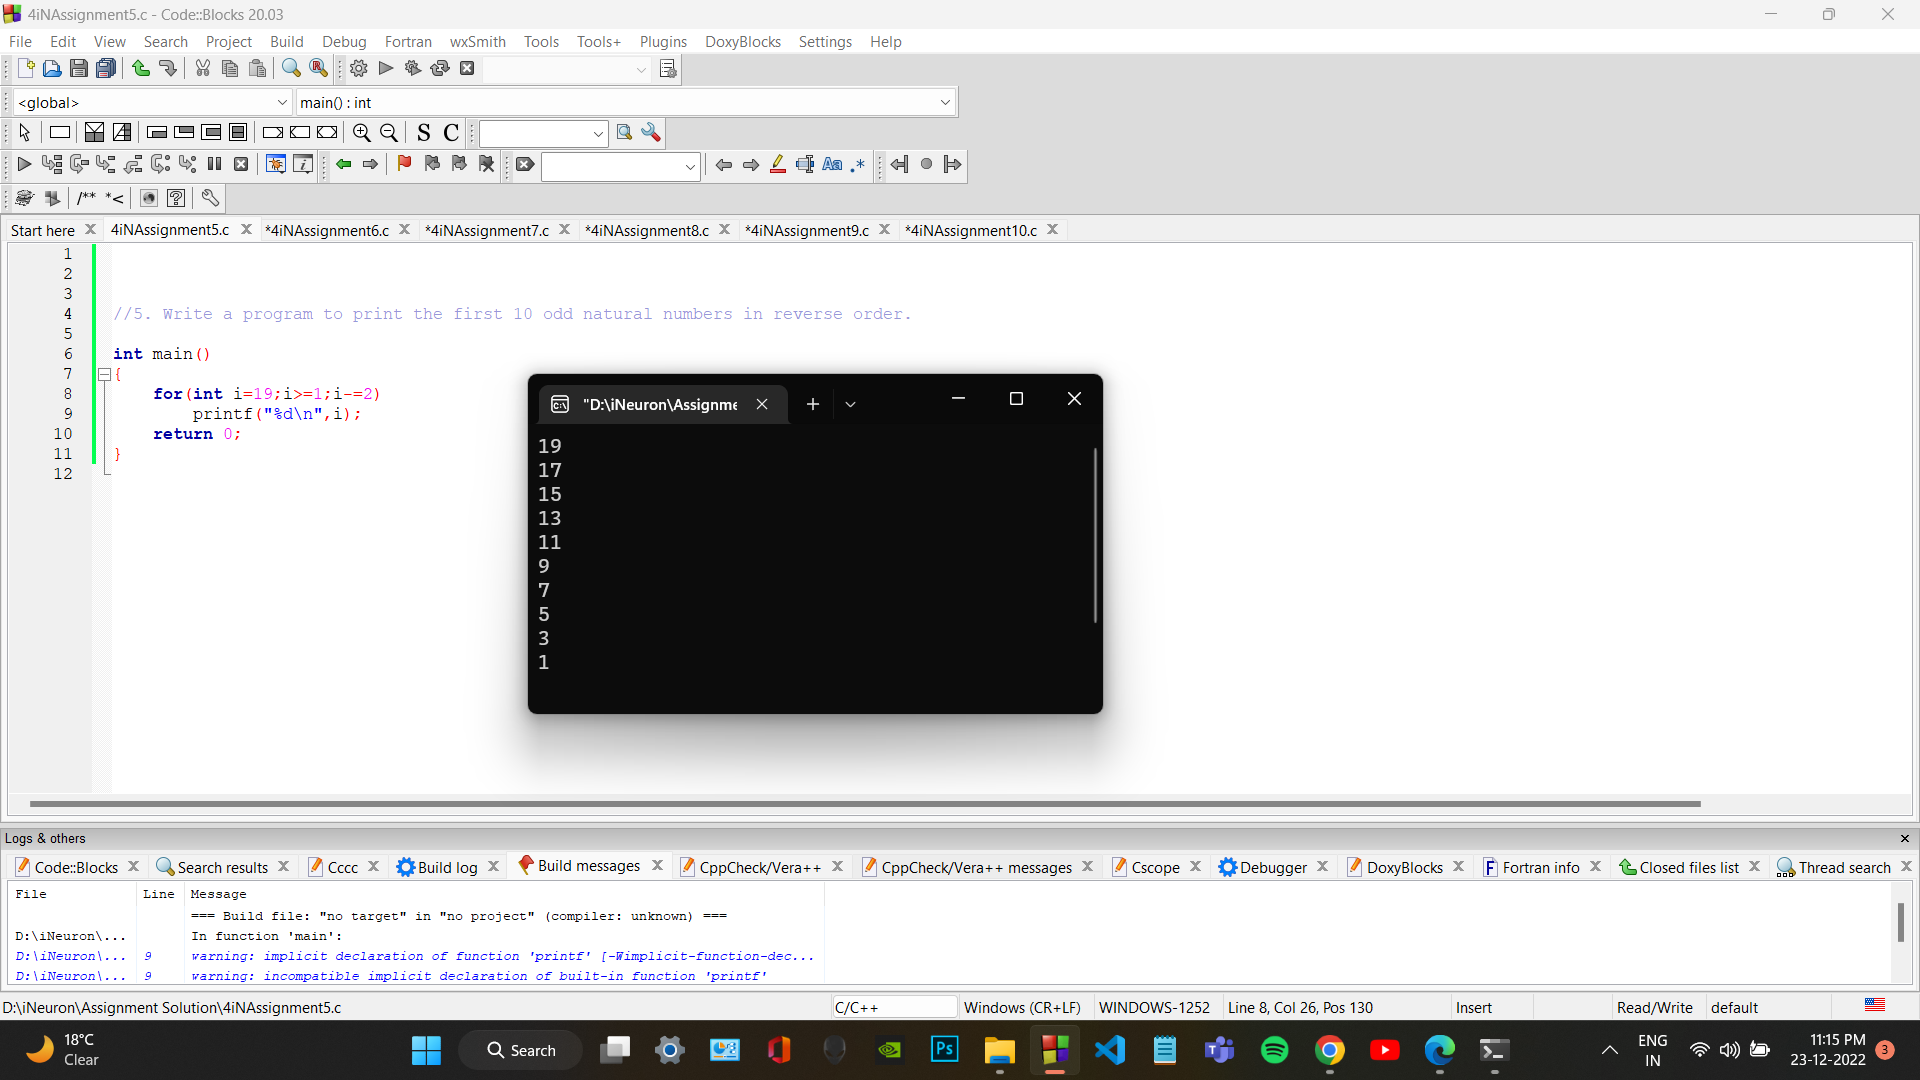 4iNAssignment5.c - Code::Blocks 20.03
File Edit View Search Project Build Debug Fortran wxSmith Tools Tools+ Plugins DoxyBlocks Settings Help
<global> main() : int
S C
Aa .*
/** *<
Start here 4iNAssignment5.c *4iNAssignment6.c *4iNAssignment7.c *4iNAssignment8.c *4iNAssignment9.c *4iNAssignment10.c
1
2
3
4 //5. Write a program to print the first 10 odd natural numbers in reverse order.
5
6 int main()
7 {
8 for(int i=19;i>=1;i-=2)
9 printf("%d\n",i);
10 return 0;
11 }
12
"D:\iNeuron\Assignme
19
17
15
13
11
9
7
5
3
1
Logs & others
Code::Blocks Search results Cccc Build log Build messages CppCheck/Vera++ CppCheck/Vera++ messages Cscope Debugger DoxyBlocks Fortran info Closed files list Thread search
File Line Message
=== Build file: "no target" in "no project" (compiler: unknown) ===
D:\iNeuron\... In function 'main':
D:\iNeuron\... 9 warning: implicit declaration of function 'printf' [-Wimplicit-function-dec...
D:\iNeuron\... 9 warning: incompatible implicit declaration of built-in function 'printf'
D:\iNeuron\Assignment Solution\4iNAssignment5.c C/C++ Windows (CR+LF) WINDOWS-1252 Line 8, Col 26, Pos 130 Insert Read/Write default
18°C
Clear
Search
Ps
ENG
IN
11:15 PM
23-12-2022
3